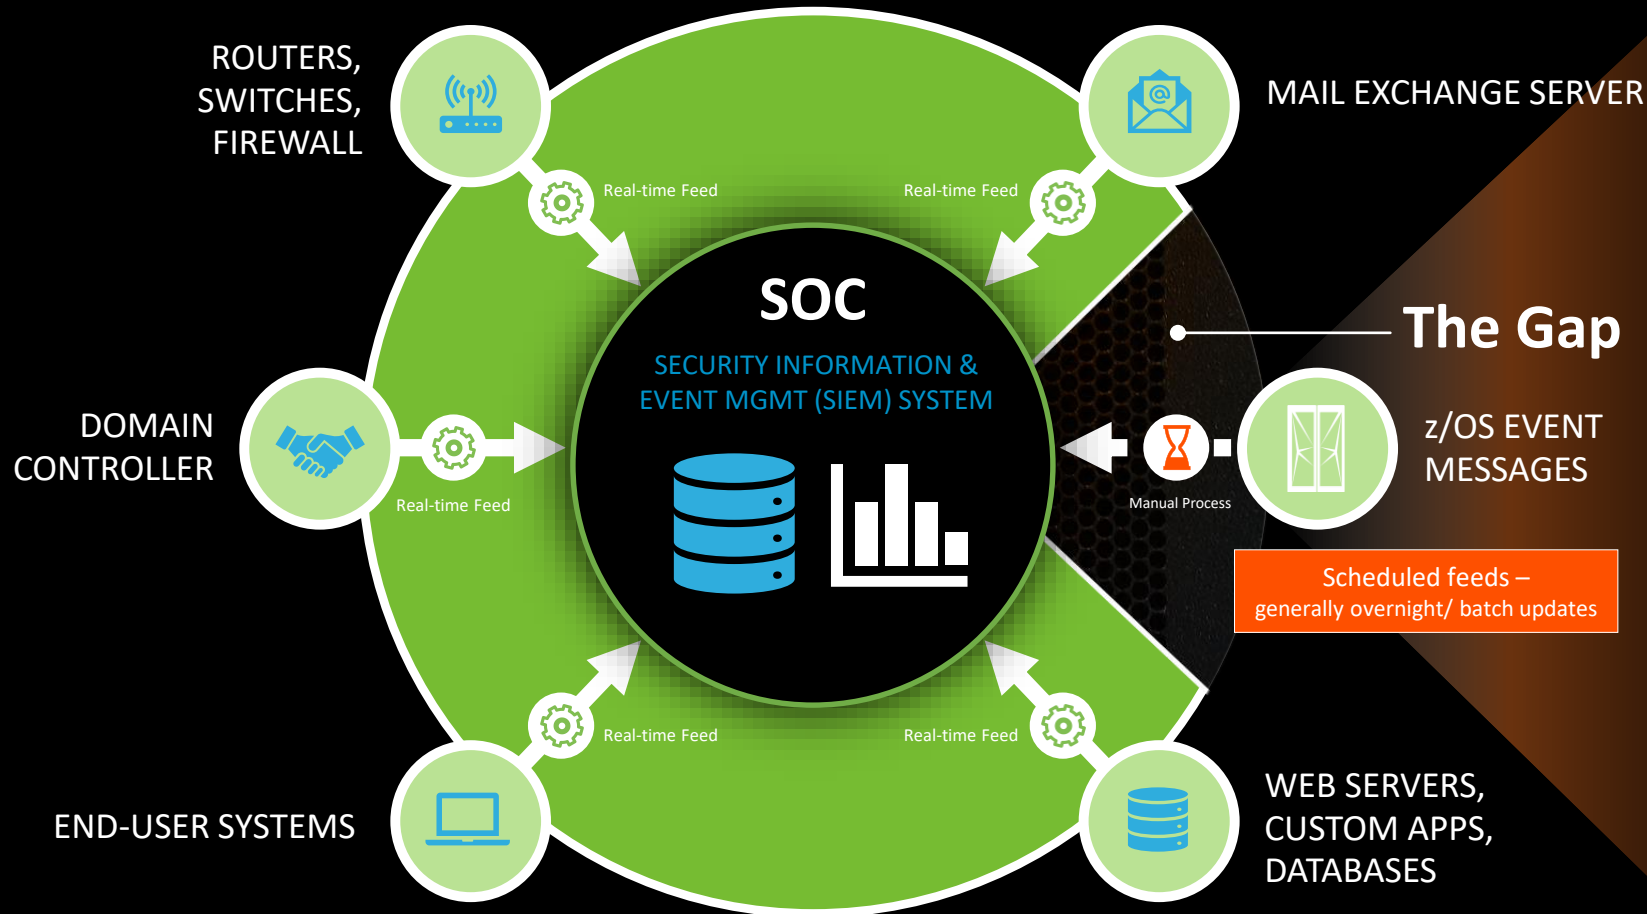 ROUTERS,
SWITCHES,
FIREWALL
MAIL EXCHANGE SERVER
Real-time Feed
Real-time Feed
SOC
SECURITY INFORMATION &
EVENT MGMT (SIEM) SYSTEM
The Gap
DOMAIN
CONTROLLER
Real-time Feed
Manual Process
z/OS EVENT
MESSAGES
Scheduled feeds –
generally overnight/ batch updates
Real-time Feed
Real-time Feed
END-USER SYSTEMS
@
WEB SERVERS,
CUSTOM APPS,
DATABASES